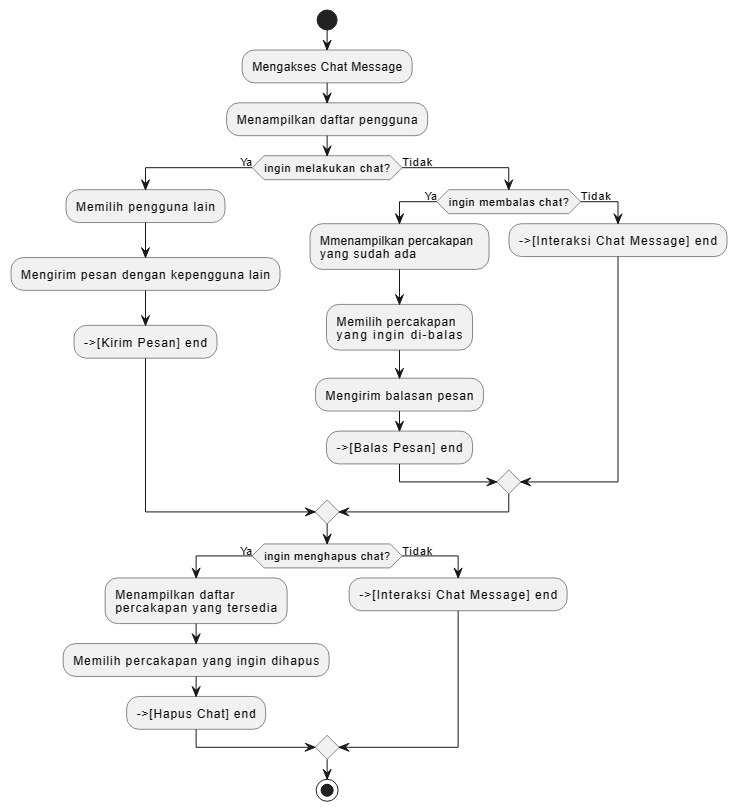 Mengakses Chat Message
Menampilkan daftar pengguna
Ya
ingin melakukan chat?
Tidak
Memilih pengguna lain
Mengirim pesan dengan kepengguna lain
->[Kirim Pesan] end
Ya
ingin membalas chat?
Tidak
Mmenampilkan percakapan
yang sudah ada
Memilih percakapan
yang ingin di-balas
Mengirim balasan pesan
->[Balas Pesan] end
->[Interaksi Chat Message] end
Ya
ingin menghapus chat?
Tidak
Menampilkan daftar
percakapan yang tersedia
Memilih percakapan yang ingin dihapus
->[Hapus Chat] end
->[Interaksi Chat Message] end